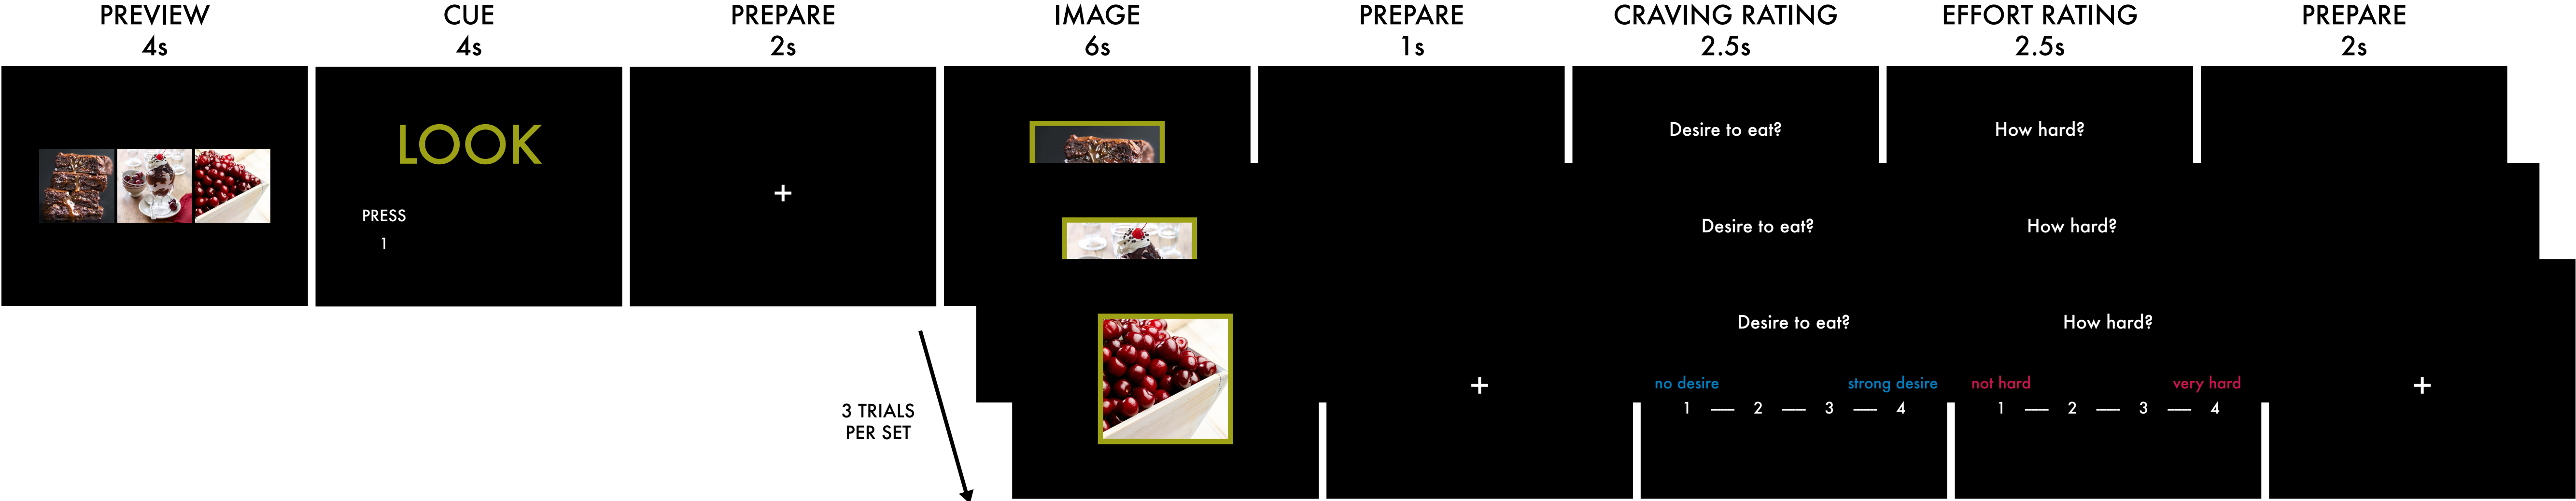 PREVIEW
4s
CUE
4s
PREPARE
2s
IMAGE
6s
PREPARE
1s
CRAVING RATING
2.5s
EFFORT RATING
2.5s
PREPARE
2s
LOOK
PRESS
1
+
Desire to eat?
How hard?
Desire to eat?
How hard?
Desire to eat?
How hard?
+
no desire strong desire
1 — 2 — 3 — 4
not hard very hard
1 — 2 — 3 — 4
+
3 TRIALS
PER SET